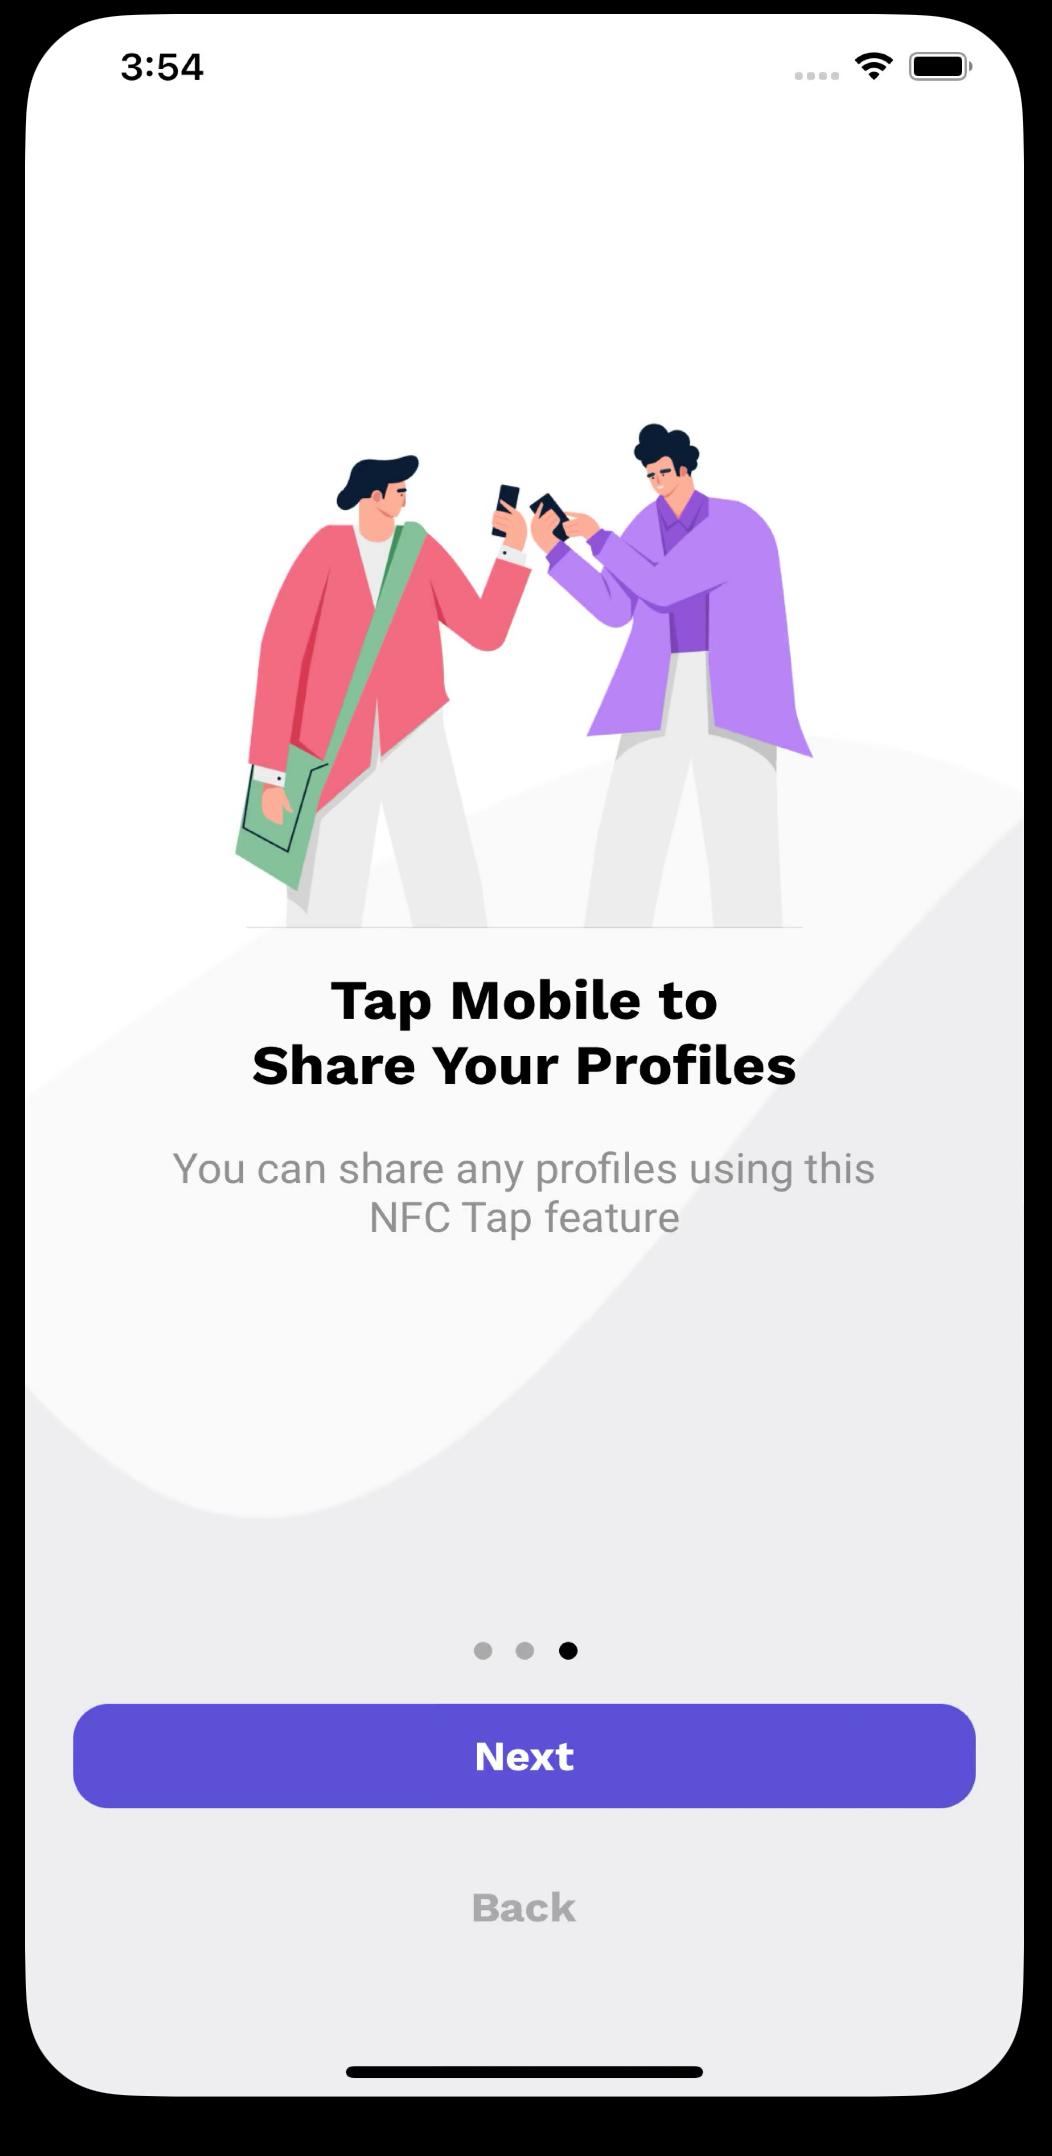 3:54
Tap Mobile to
Share Your Profiles
You can share any profiles using this
NFC Tap feature
Next
Back